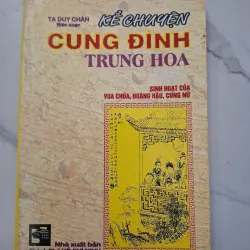 TẠ DUY CHÂN
Biên soạn
KỂ CHUYỆN
CUNG ĐÌNH
TRUNG HOA
SINH HOẠT CỦA
VUA CHÚA, HOÀNG HẬU, CUNG NỮ
Nhà xuất bản